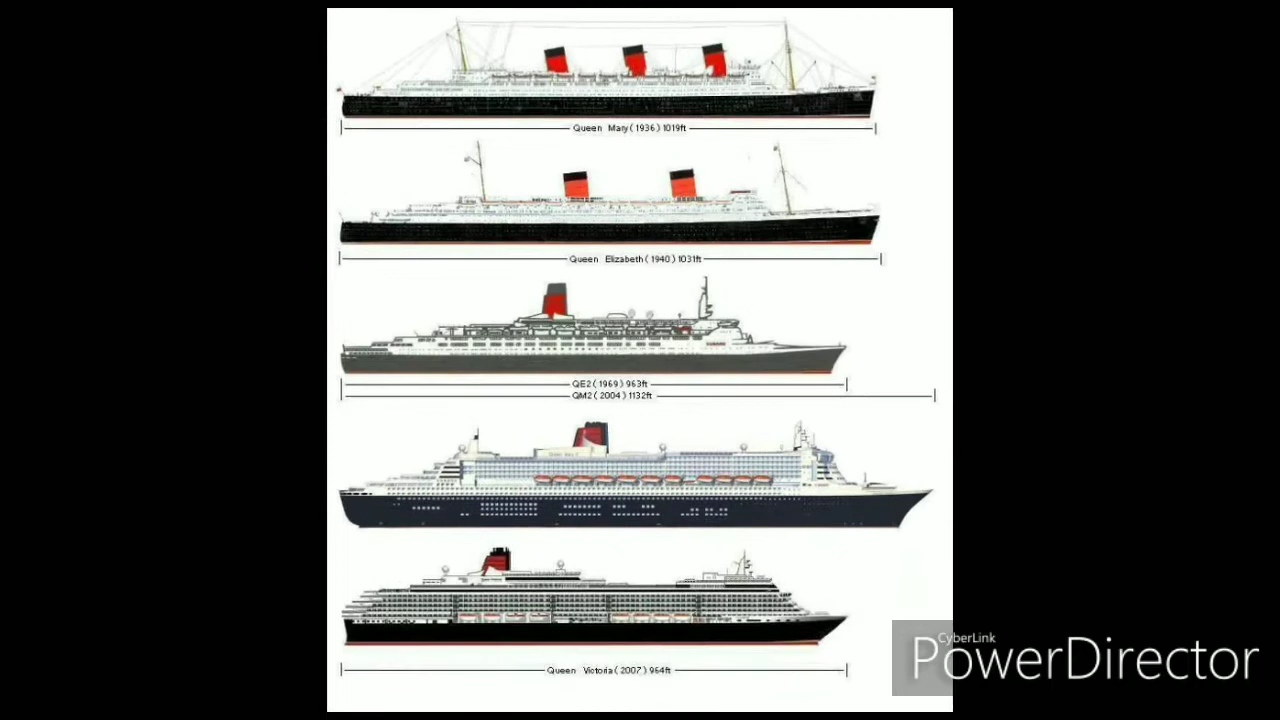 Queen Mary ( 1936 ) 1019ft
Queen Elizabeth ( 1940 ) 1031ft
QE2 ( 1969 ) 963ft
QM2 ( 2004 ) 1132ft
Queen Victoria ( 2007 ) 964ft
CyberLink
PowerDirector